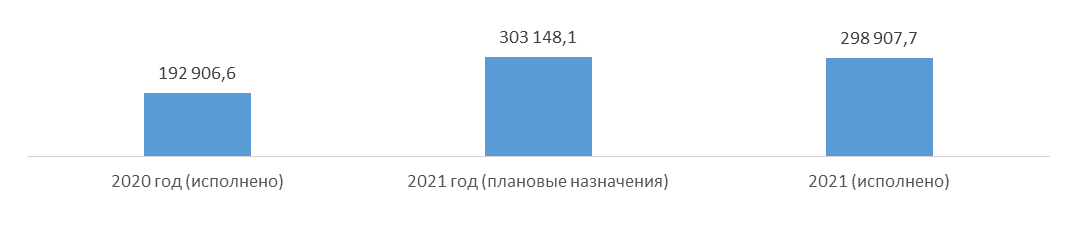 303 148,1
298 907,7
192 906,6
2020 год (исполнено)
2021 год (плановые назначения)
2021 (исполнено)